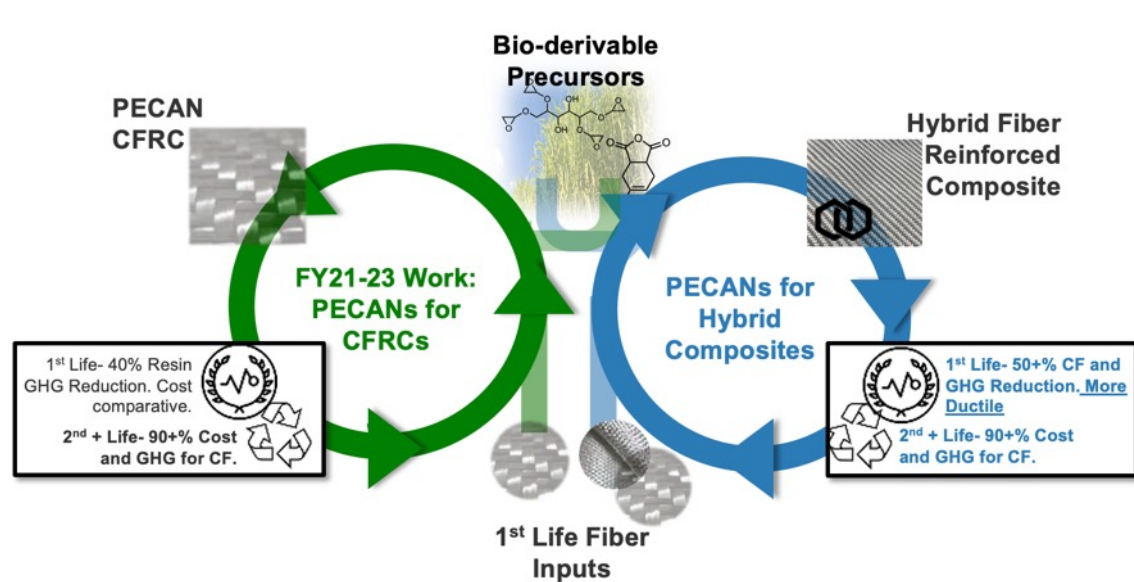 Bio-derivable
Precursors
O
O
OH
O
O
O
O
OH
O
O
O
O
O
PECAN
CFRC
Hybrid Fiber
Reinforced
Composite
FY21-23 Work:
PECANs for
CFRCs
PECANs for
Hybrid
Composites
1st Life- 40% Resin
GHG Reduction. Cost
comparative.
2nd + Life- 90+% Cost
and GHG for CF.
1st Life- 50+% CF and
GHG Reduction. More
Ductile
2nd + Life- 90+% Cost
and GHG for CF.
1st Life Fiber
Inputs